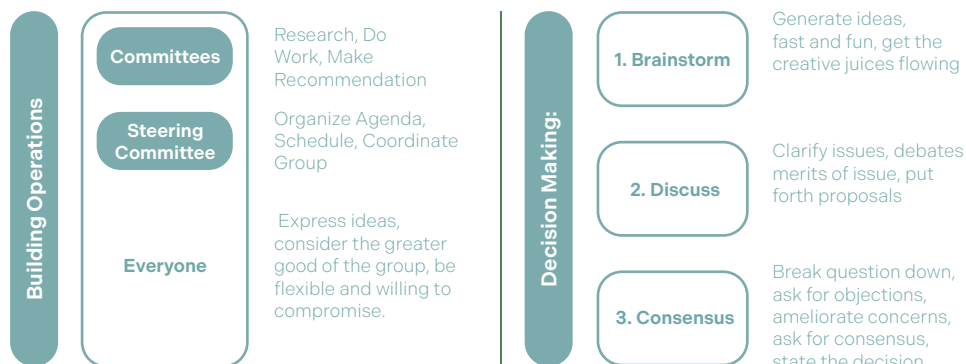 Building Operations
Committees
Research, Do
Work, Make
Recommendation
Steering
Committee
Organize Agenda,
Schedule, Coordinate
Group
Everyone
Express ideas,
consider the greater
good of the group, be
flexible and willing to
compromise.
Decision Making:
1. Brainstorm
Generate ideas,
fast and fun, get the
creative juices flowing
2. Discuss
Clarify issues, debates
merits of issue, put
forth proposals
3. Consensus
Break question down,
ask for objections,
ameliorate concerns,
ask for consensus,
state the decision